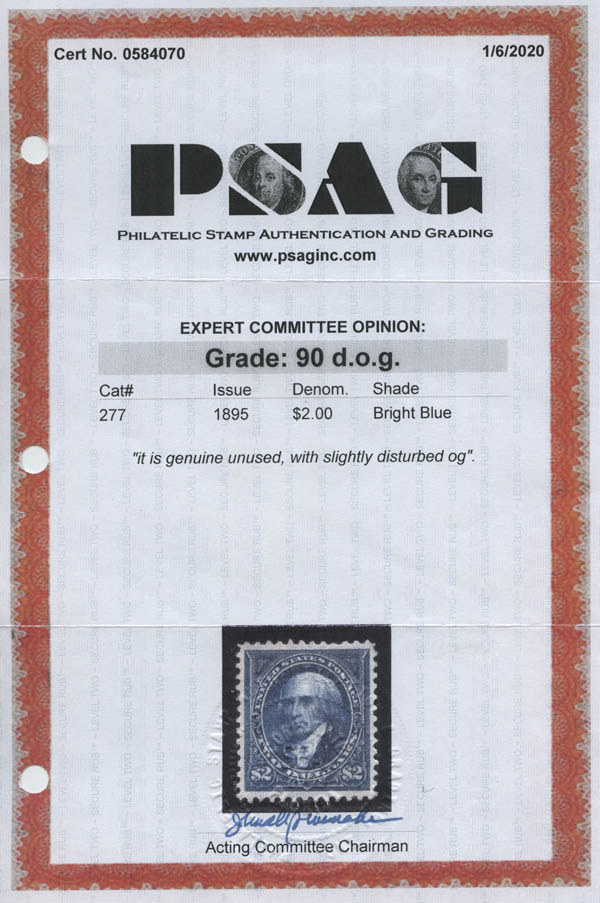 Cert No. 0584070 1/6/2020
PSAG
PHILATELIC STAMP AUTHENTICATION AND GRADING
www.psaginc.com
EXPERT COMMITTEE OPINION:
Grade: 90 d.o.g.
Cat# Issue Denom. Shade
277 1895 $2.00 Bright Blue
"it is genuine unused, with slightly disturbed og".
UNITED STATES POSTAGE
TWO DOLLARS
$2 $2
Acting Committee Chairman